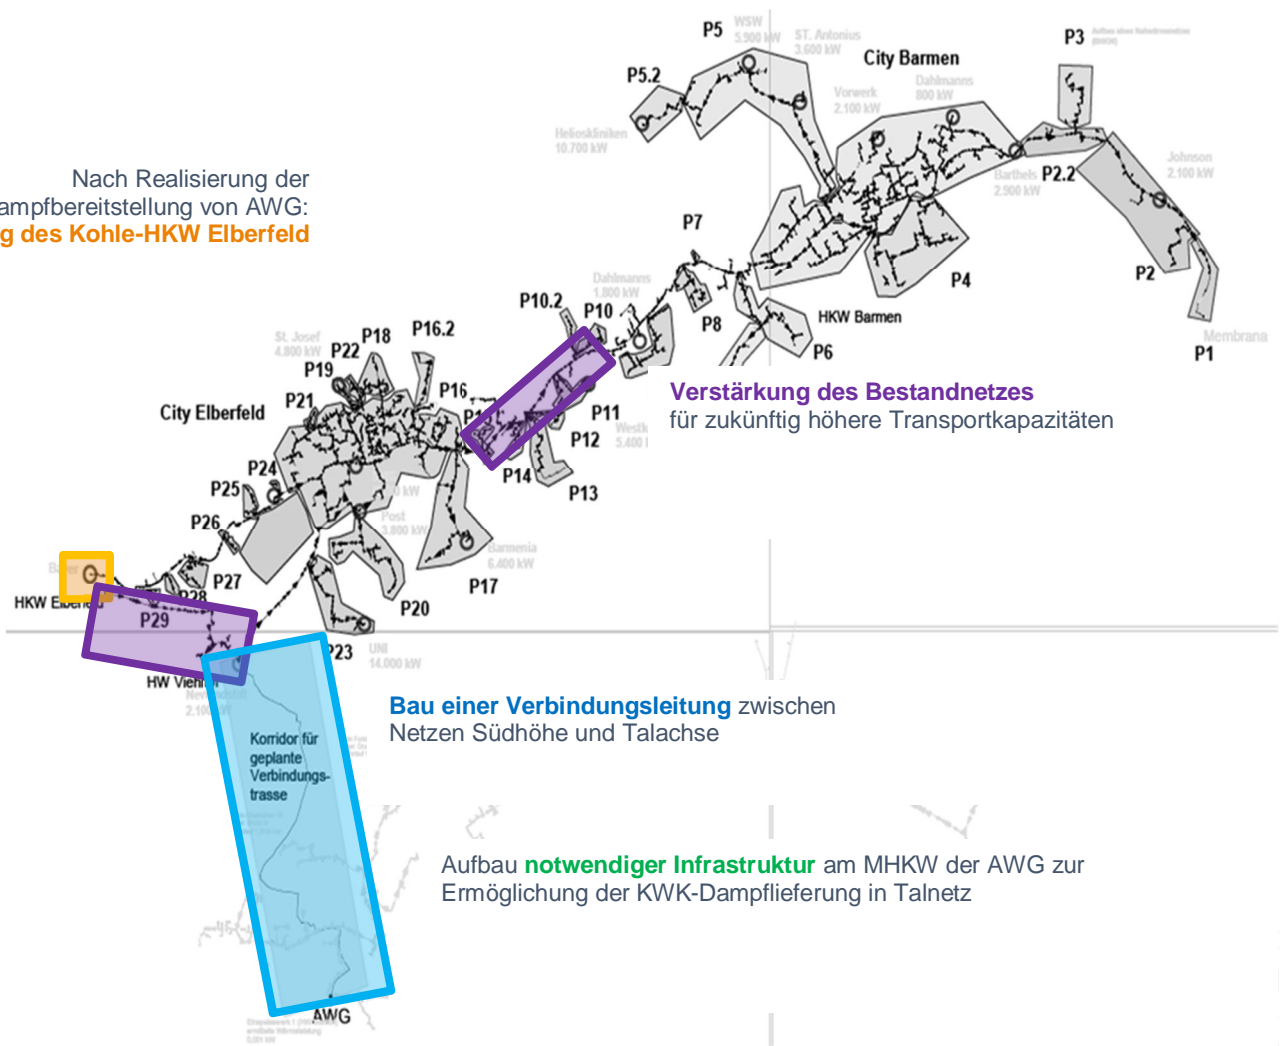 WSW
5.900 kW
P5
ST. Antonius
3.600 kW
City Barmen
P3
P5.2
Dahlmanns
800 kW
Vorwerk
2.100 kW
Helioskliniken
10.700 kW
Johnson
2.100 kW
Barthels
2.900 kW
P2.2
Nach Realisierung der
ampfbereitstellung von AWG:
g des Kohle-HKW Elberfeld
P7
P2
P4
Dahlmanns
1.800 kW
P10.2
P10
P8
HKW Barmen
P6
Membrana
P1
St. Josef
4.800 kW
P18
P16.2
P22
P19
P21
P16
City Elberfeld
Verstärkung des Bestandnetzes
für zukünftig höhere Transportkapazitäten
P11
P12
5.400
P14
P13
P24
P25
P26
Post
3.800 kW
Barmenia
6.400 kW
P17
P27
P28
HKW Elberfeld
P29
P20
P23
UNI
14.000 kW
HW Viehhof
2.100
Bau einer Verbindungsleitung zwischen
Netzen Südhöhe und Talachse
Korridor für
geplante
Verbindungs-
trasse
Aufbau notwendiger Infrastruktur am MHKW der AWG zur
Ermöglichung der KWK-Dampflieferung in Talnetz
AWG